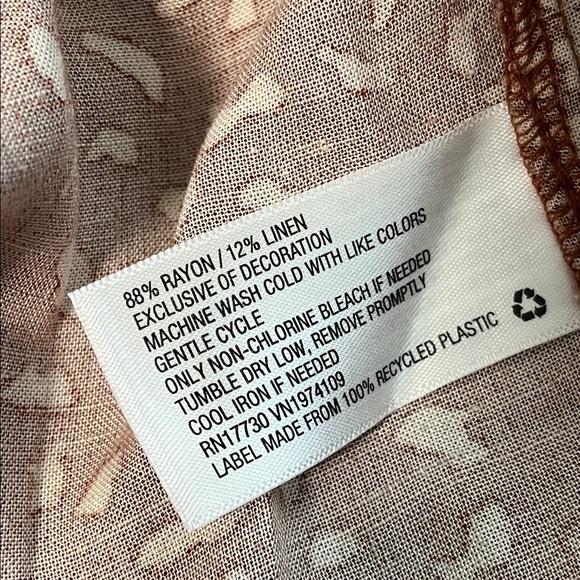 88% RAYON / 12% LINEN
EXCLUSIVE OF DECORATION
MACHINE WASH COLD WITH LIKE COLORS
GENTLE CYCLE
ONLY NON-CHLORINE BLEACH IF NEEDED
TUMBLE DRY LOW, REMOVE PROMPTLY
COOL IRON IF NEEDED
RN17730 VN1974109
LABEL MADE FROM 100% RECYCLED PLASTIC